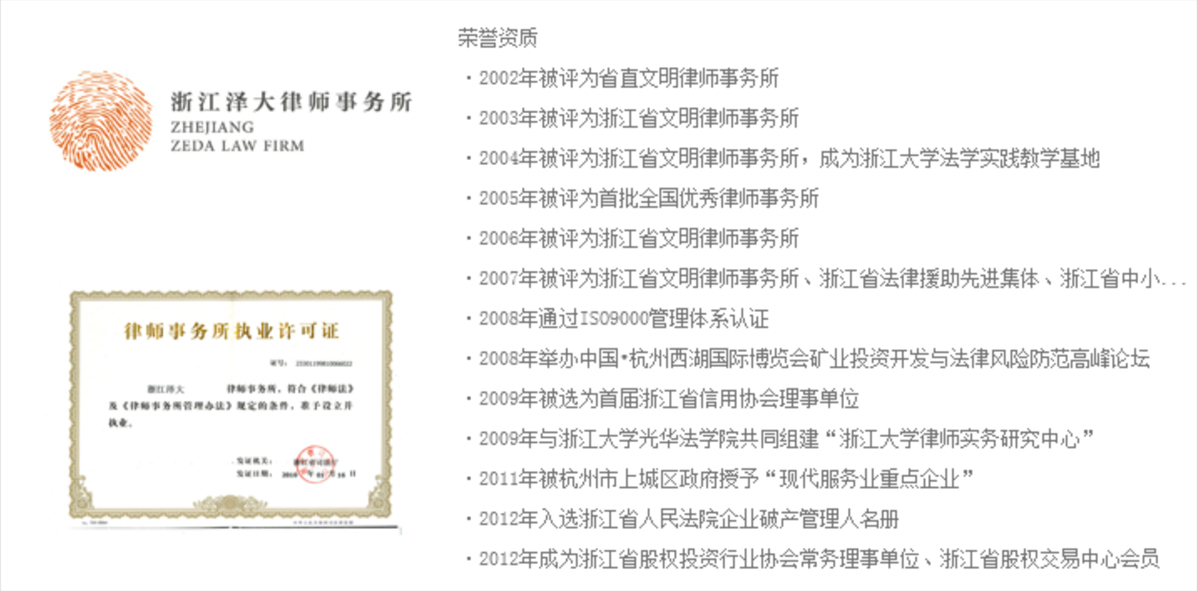 浙江泽大律师事务所
ZHEJIANG
ZEDA LAW FIRM
律师事务所执业许可证
证号:
浙江泽大 律师事务所，符合《律师法》
及《律师事务所管理办法》规定的条件，准予设立并
执业。
发证机关:
发证日期:
荣誉资质
·2002年被评为省直文明律师事务所
·2003年被评为浙江省文明律师事务所
·2004年被评为浙江省文明律师事务所，成为浙江大学法学实践教学基地
·2005年被评为首批全国优秀律师事务所
·2006年被评为浙江省文明律师事务所
·2007年被评为浙江省文明律师事务所、浙江省法律援助先进集体、浙江省中小...
·2008年通过ISO9000管理体系认证
·2008年举办中国·杭州西湖国际博览会矿业投资开发与法律风险防范高峰论坛
·2009年被选为首届浙江省信用协会理事单位
·2009年与浙江大学光华法学院共同组建“浙江大学律师实务研究中心”
·2011年被杭州市上城区政府授予“现代服务业重点企业”
·2012年入选浙江省人民法院企业破产管理人名册
·2012年成为浙江省股权投资行业协会常务理事单位、浙江省股权交易中心会员